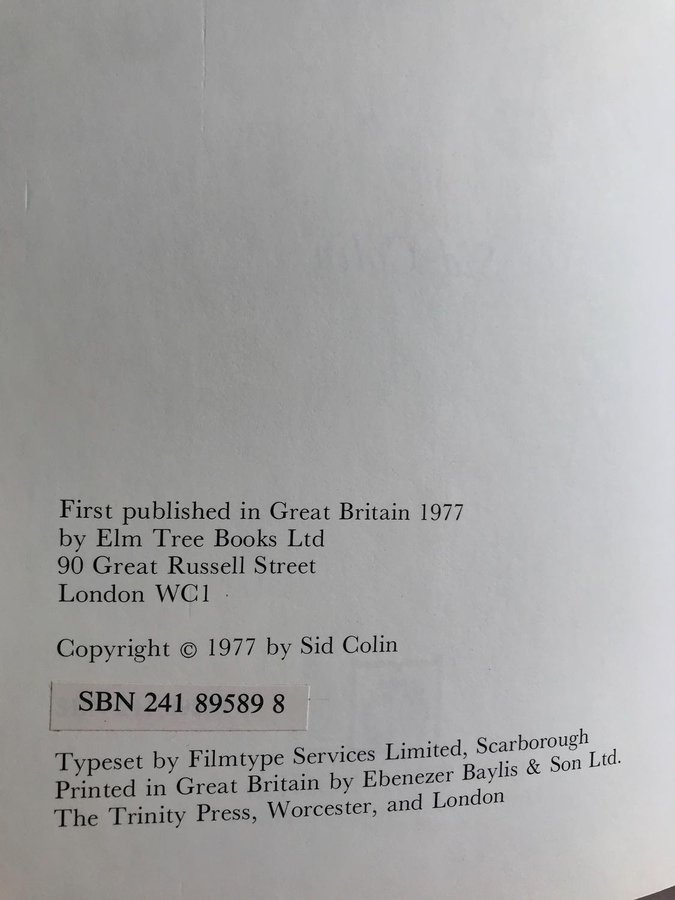 First published in Great Britain 1977
by Elm Tree Books Ltd
90 Great Russell Street
London WC1
Copyright © 1977 by Sid Colin
SBN 241 89589 8
Typeset by Filmtype Services Limited, Scarborough
Printed in Great Britain by Ebenezer Baylis & Son Ltd.
The Trinity Press, Worcester, and London